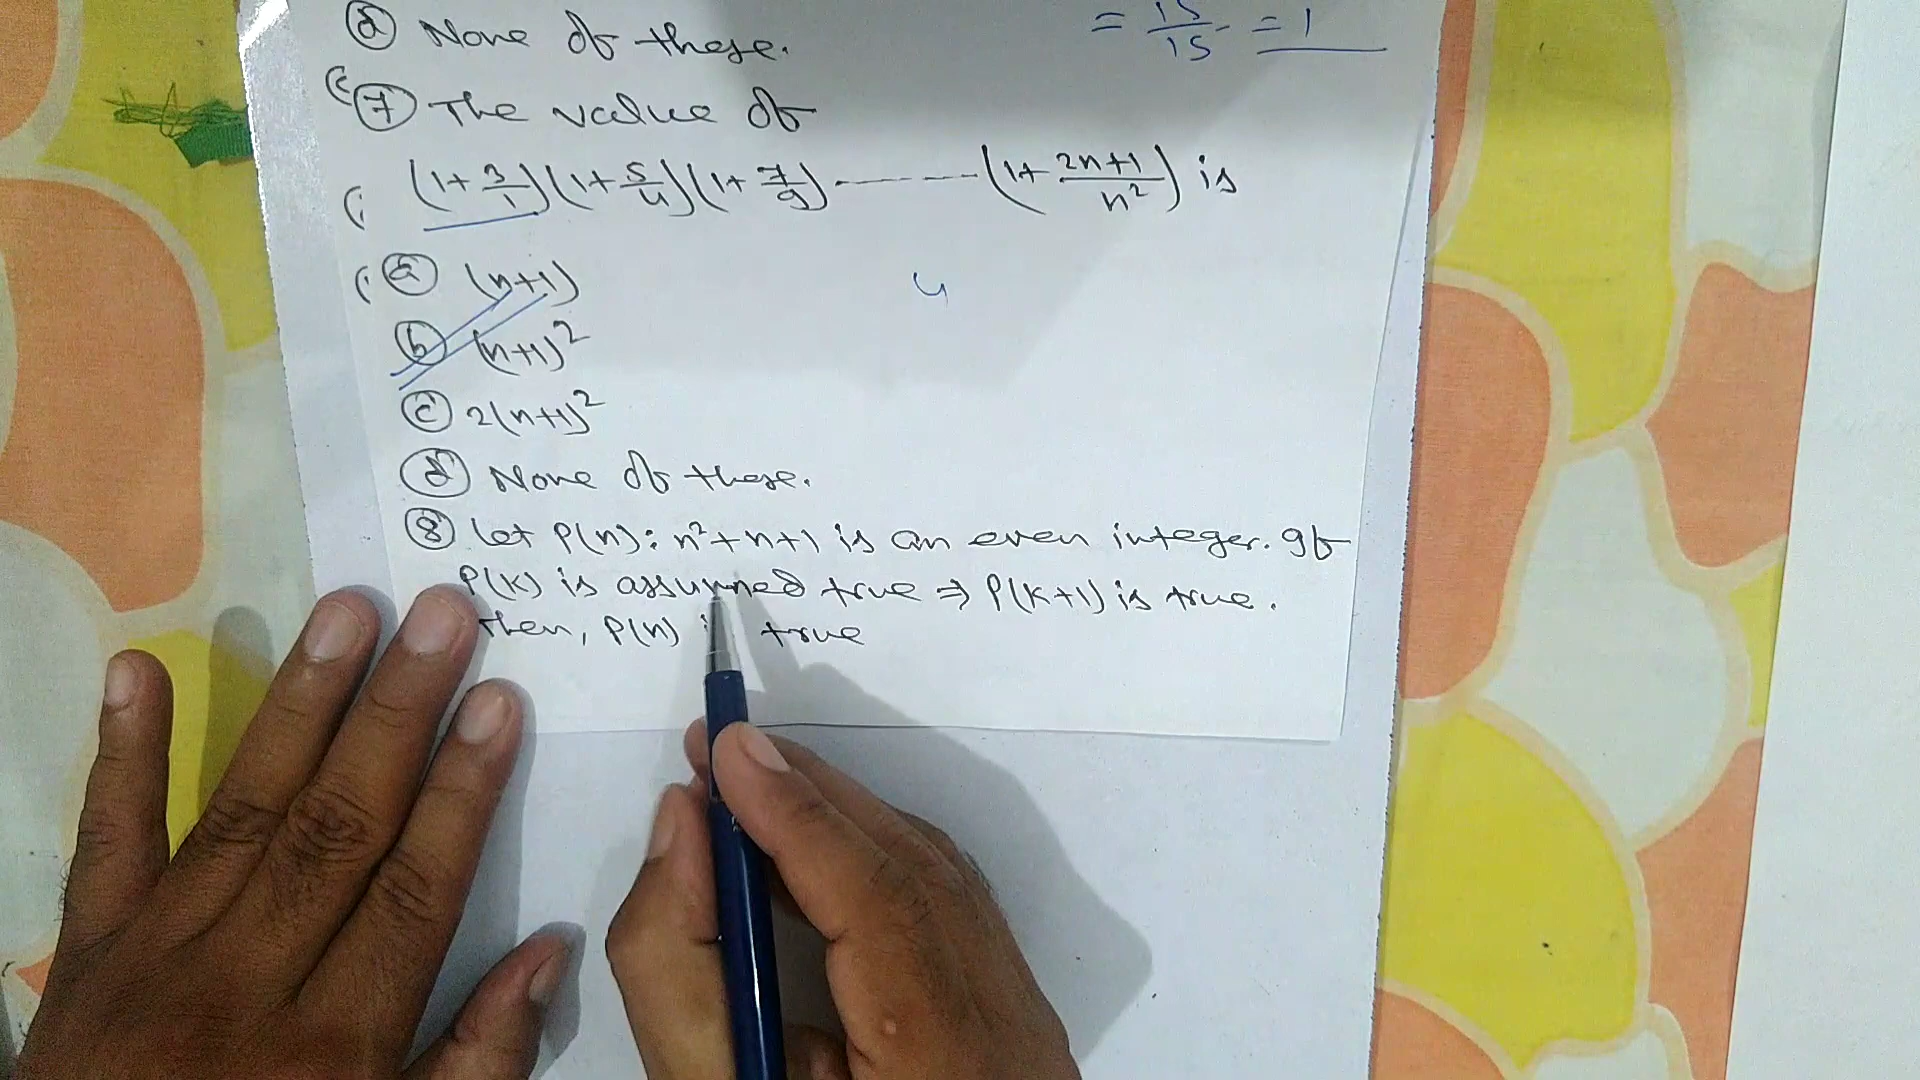 ⓓ None of these.
= 15/15 = 1
⑦ The value of
(1+3/1)(1+5/4)(1+7/9)--------(1+(2n+1)/n²) is
ⓐ (n+1)
4
ⓑ (n+1)²
ⓒ 2(n+1)²
ⓓ None of these.
⑧ Let P(n): n²+n+1 is an even integer. If
P(k) is assumed true ⇒ P(k+1) is true.
Then, P(n) true